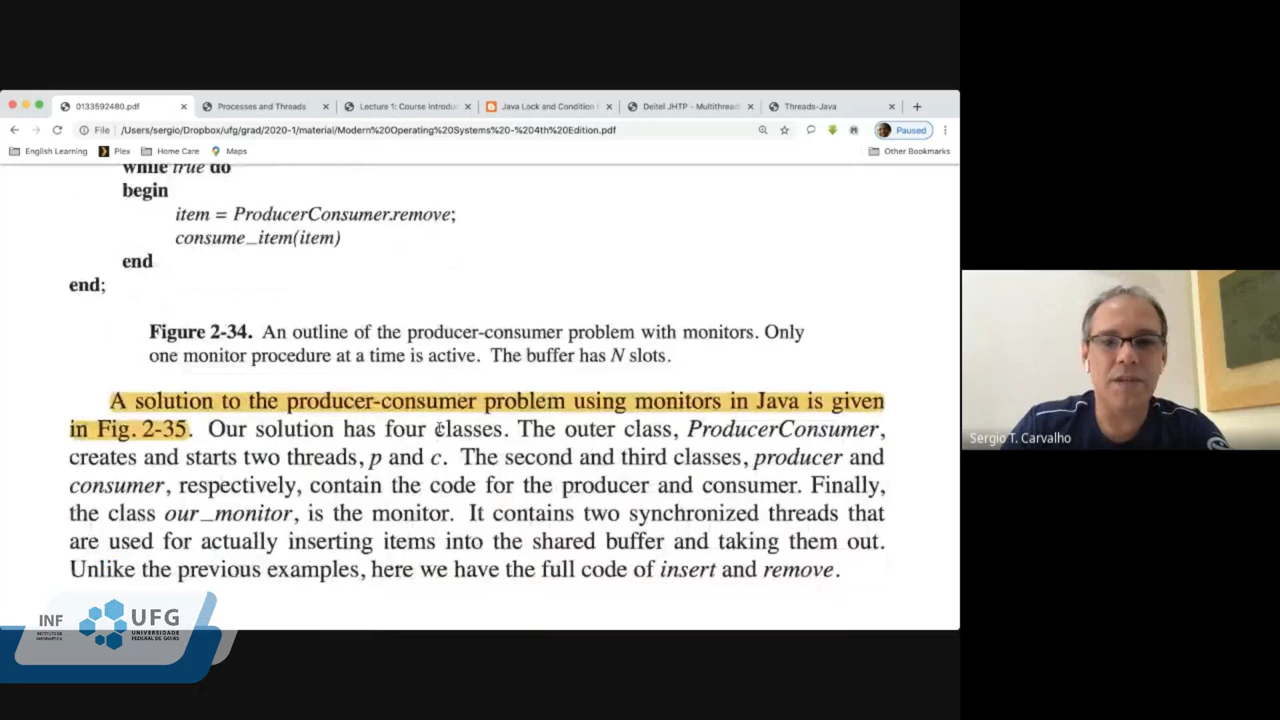 0133592480.pdf
Processes and Threads
Lecture 1: Course Introdu
Java Lock and Condition
Deitel JHTP - Multithread
Threads-Java
File
/Users/sergio/Dropbox/ufg/grad/2020-1/material/Modern%20Operating%20Systems%20-%204th%20Edition.pdf
Paused
English Learning
Plex
Home Care
Maps
Other Bookmarks
while true do
begin
item = ProducerConsumer.remove;
consume_item(item)
end
end;
Figure 2-34. An outline of the producer-consumer problem with monitors. Only
one monitor procedure at a time is active. The buffer has N slots.
A solution to the producer-consumer problem using monitors in Java is given
in Fig. 2-35. Our solution has four classes. The outer class, ProducerConsumer,
creates and starts two threads, p and c. The second and third classes, producer and
consumer, respectively, contain the code for the producer and consumer. Finally,
the class our_monitor, is the monitor. It contains two synchronized threads that
are used for actually inserting items into the shared buffer and taking them out.
Unlike the previous examples, here we have the full code of insert and remove.
Sergio T. Carvalho
INF
INSTITUTO DE
INFORMÁTICA
UFG
UNIVERSIDADE
FEDERAL DE GOIÁS